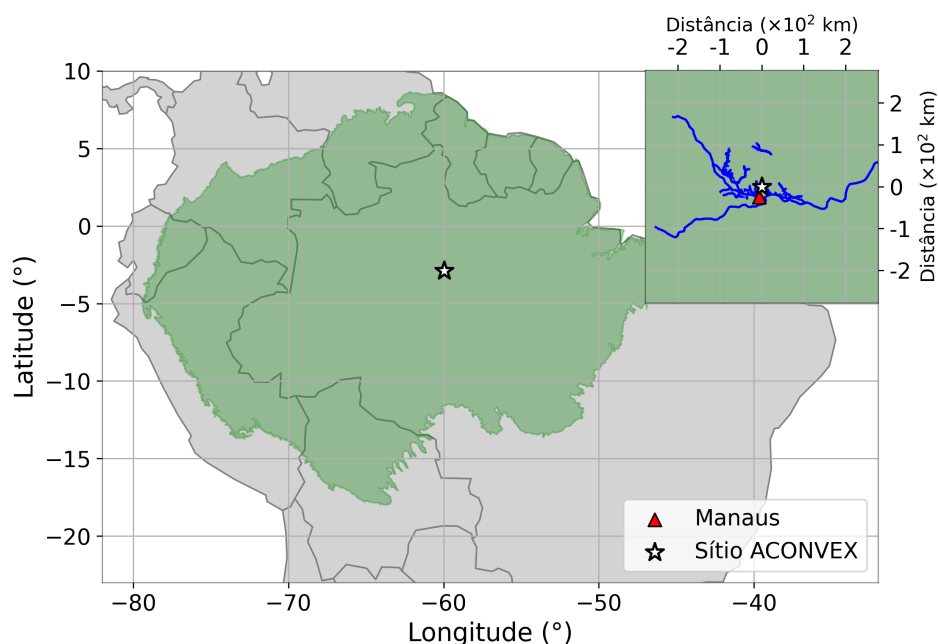 Distância (×10² km)
-2 -1 0 1 2
2
1
0
-1
-2
Distância (×10² km)
10
5
0
−5
−10
−15
−20
Latitude (°)
Manaus
Sítio ACONVEX
−80 −70 −60 −50 −40
Longitude (°)